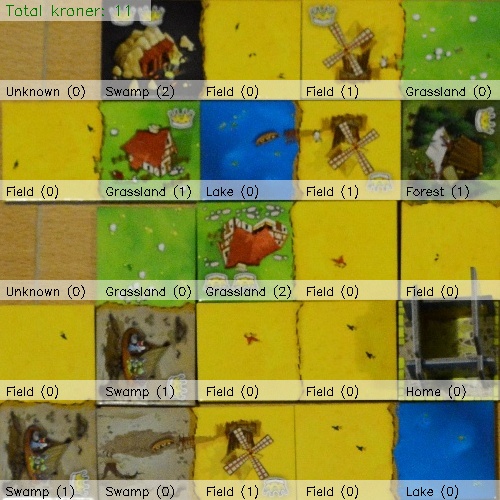 Total kroner: 11
Unknown (0) Swamp (2) Field (0) Field (1) Grassland (0)
Field (0) Grassland (1) Lake (0) Field (1) Forest (1)
Unknown (0) Grassland (0) Grassland (2) Field (0) Field (0)
Field (0) Swamp (1) Field (0) Field (0) Home (0)
Swamp (1) Swamp (0) Field (1) Field (0) Lake (0)